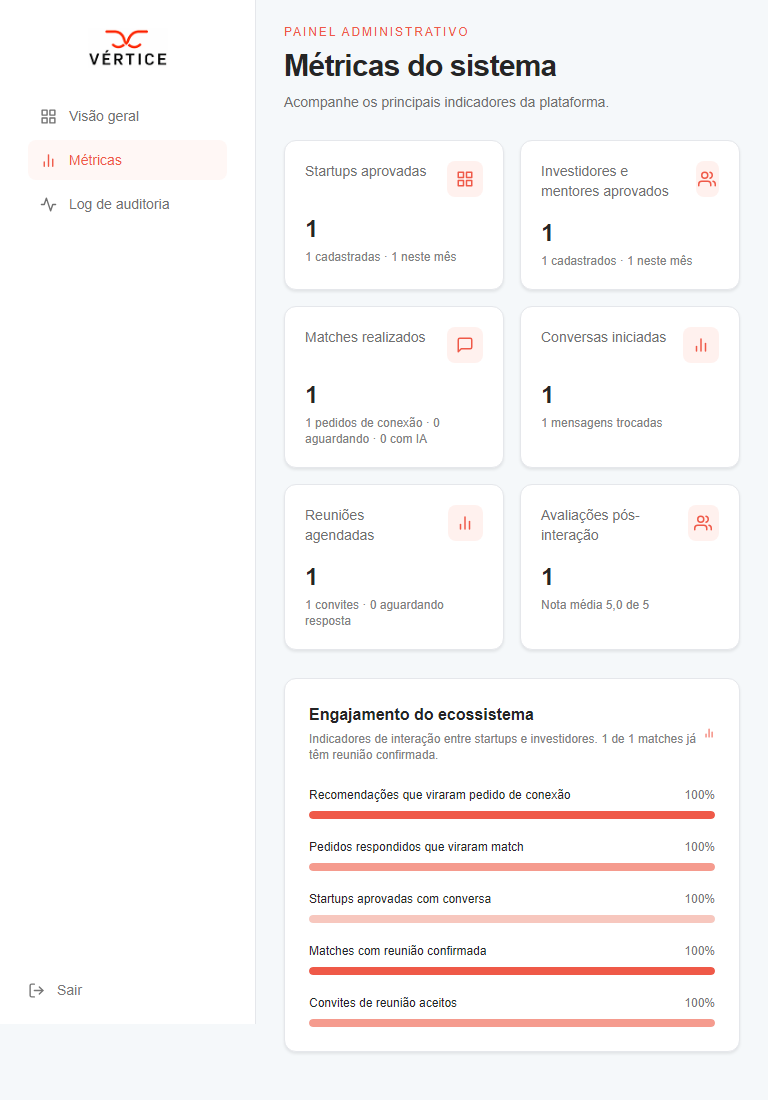 VÉRTICE
Visão geral
Métricas
Log de auditoria
Sair
PAINEL ADMINISTRATIVO
Métricas do sistema
Acompanhe os principais indicadores da plataforma.
Startups aprovadas
1
1 cadastradas · 1 neste mês
Investidores e
mentores aprovados
1
1 cadastrados · 1 neste mês
Matches realizados
1
1 pedidos de conexão · 0
aguardando · 0 com IA
Conversas iniciadas
1
1 mensagens trocadas
Reuniões
agendadas
1
1 convites · 0 aguardando
resposta
Avaliações pós-
interação
1
Nota média 5,0 de 5
Engajamento do ecossistema
Indicadores de interação entre startups e investidores. 1 de 1 matches já
têm reunião confirmada.
Recomendações que viraram pedido de conexão 100%
Pedidos respondidos que viraram match 100%
Startups aprovadas com conversa 100%
Matches com reunião confirmada 100%
Convites de reunião aceitos 100%